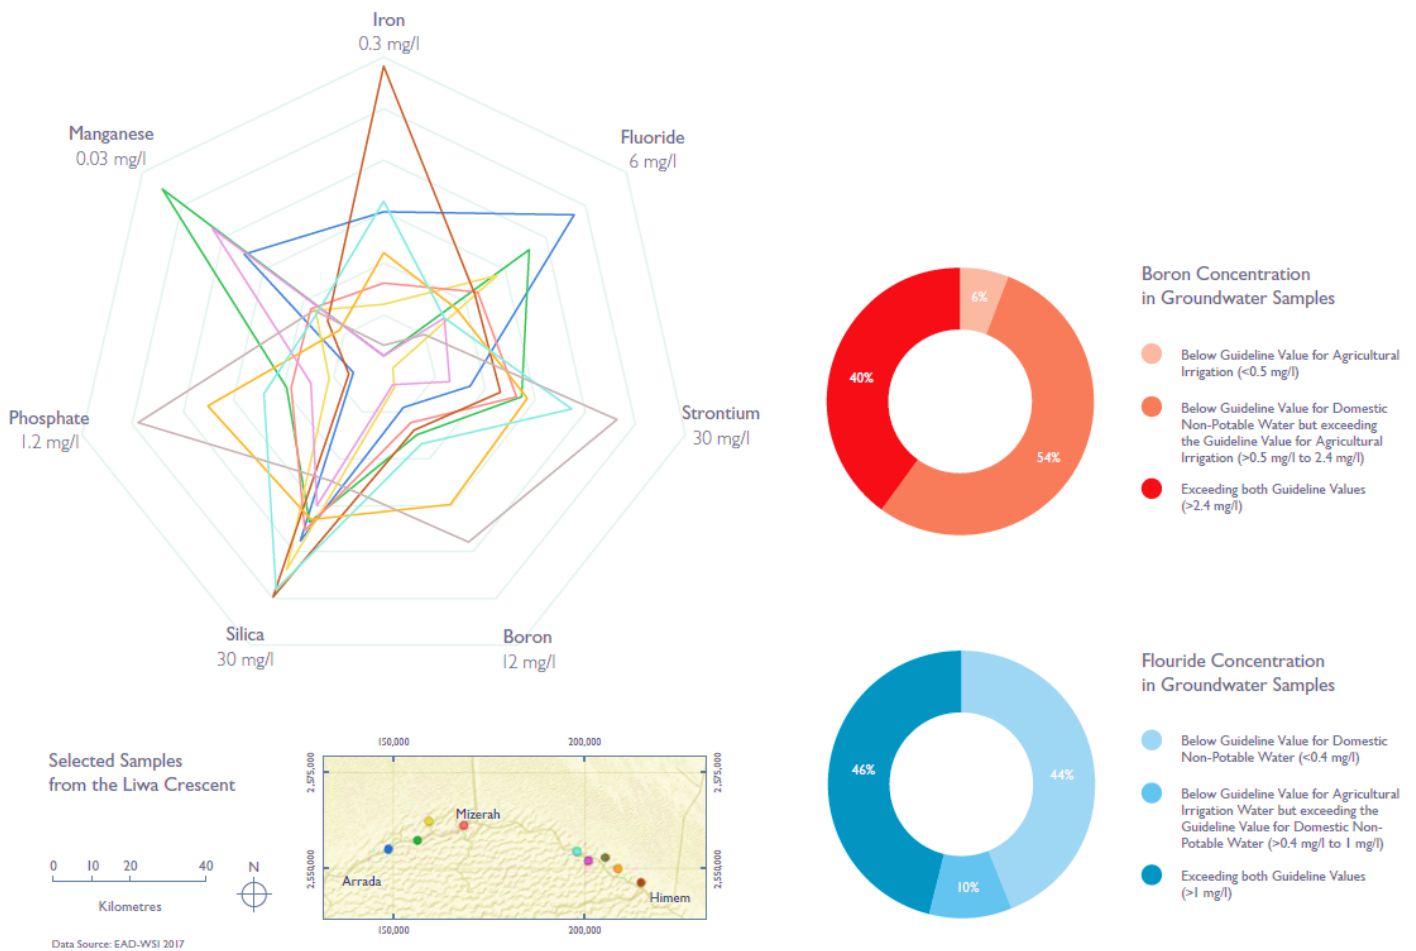 Iron
0.3 mg/l
Manganese
0.03 mg/l
Fluoride
6 mg/l
Phosphate
1.2 mg/l
Strontium
30 mg/l
Silica
30 mg/l
Boron
12 mg/l
Boron Concentration
in Groundwater Samples
6%
40%
54%
Below Guideline Value for Agricultural
Irrigation (<0.5 mg/l)
Below Guideline Value for Domestic
Non-Potable Water but exceeding
the Guideline Value for Agricultural
Irrigation (>0.5 mg/l to 2.4 mg/l)
Exceeding both Guideline Values
(>2.4 mg/l)
Flouride Concentration
in Groundwater Samples
46%
44%
10%
Below Guideline Value for Domestic
Non-Potable Water (<0.4 mg/l)
Below Guideline Value for Agricultural
Irrigation Water but exceeding the
Guideline Value for Domestic Non-
Potable Water (>0.4 mg/l to 1 mg/l)
Exceeding both Guideline Values
(>1 mg/l)
Selected Samples
from the Liwa Crescent
0 10 20 40
Kilometres
N
150,000 200,000
2,575,000 2,575,000
Mizerah
2,550,000 2,550,000
Arrada
Himem
150,000 200,000
Data Source: EAD-WSI 2017